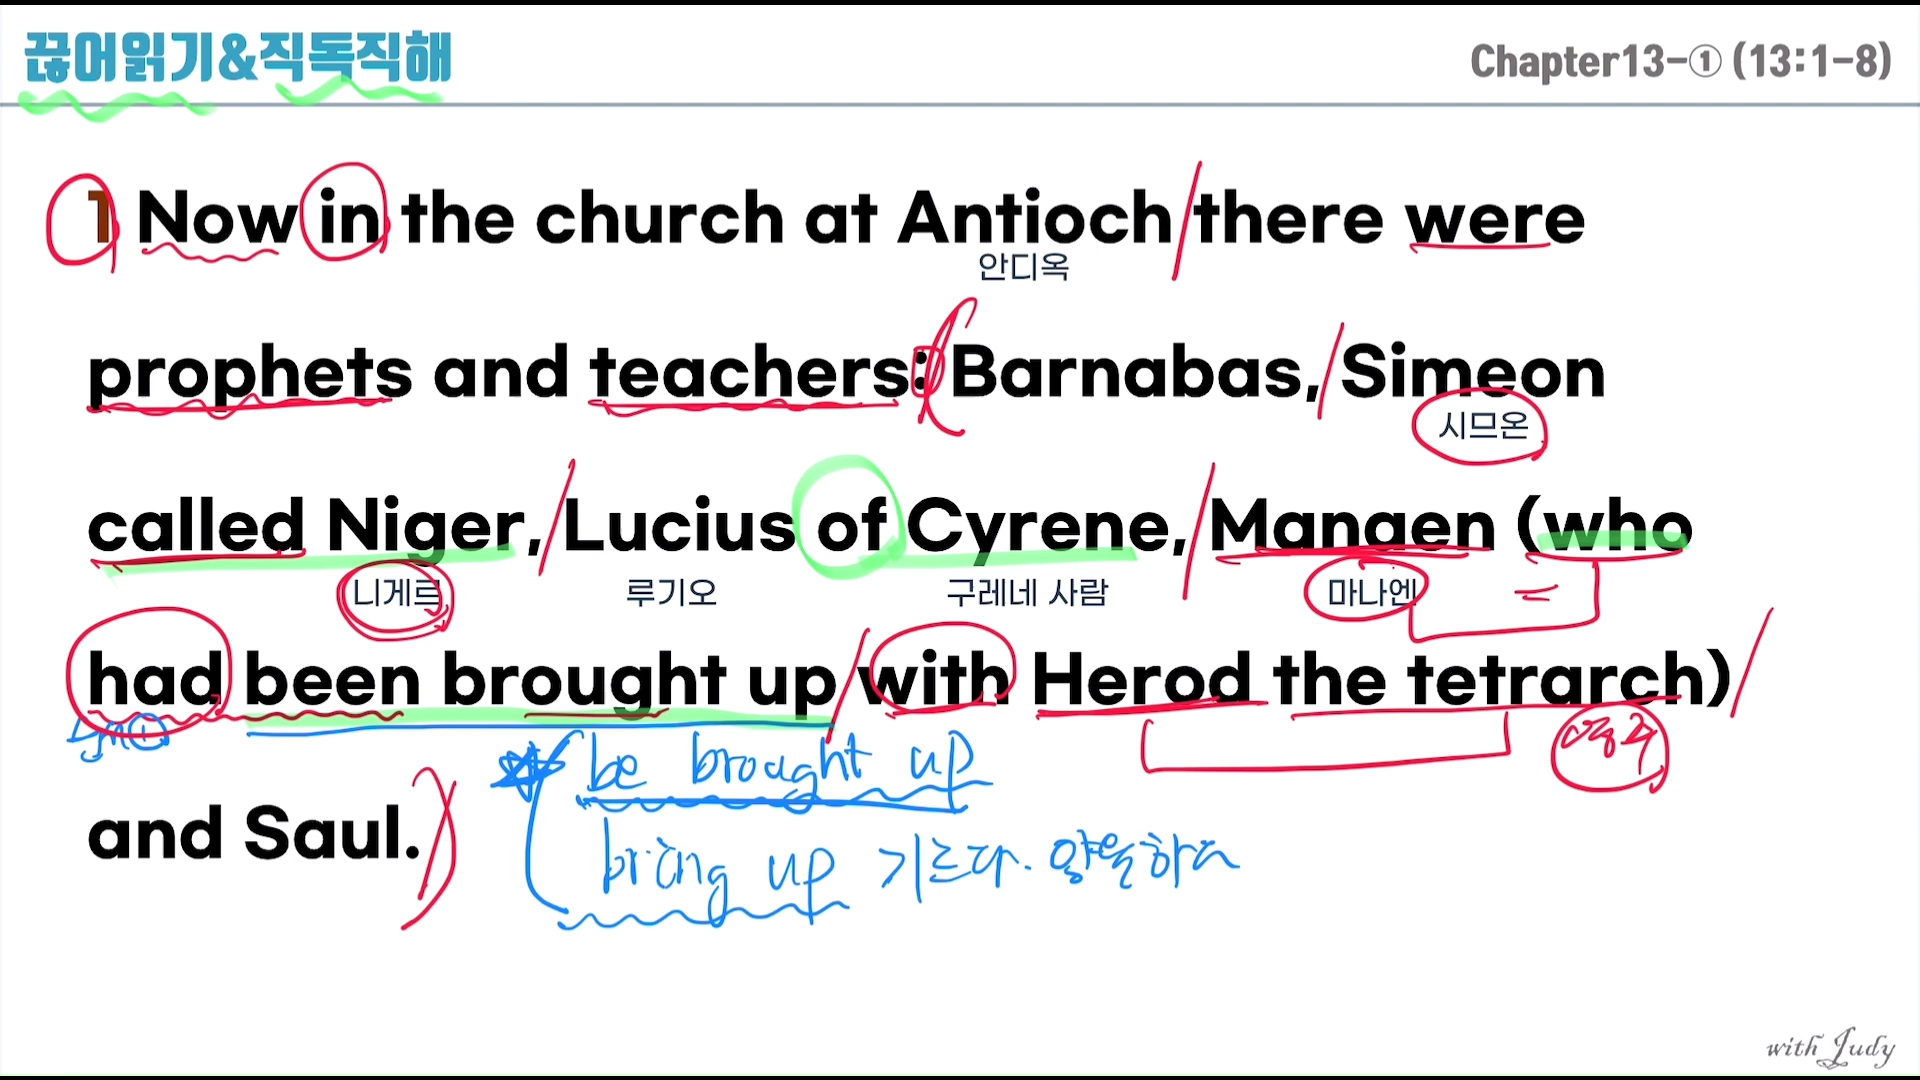 끊어읽기&직독직해
Chapter13-① (13:1-8)
1 Now in the church at Antioch there were
안디옥
prophets and teachers: Barnabas, Simeon
시므온
called Niger, Lucius of Cyrene, Manaen (who
니게르 루기오 구레네 사람 마나엔
had been brought up with Herod the tetrarch)
영주
be brought up
and Saul.
bring up 기르다. 양육하다
with Judy